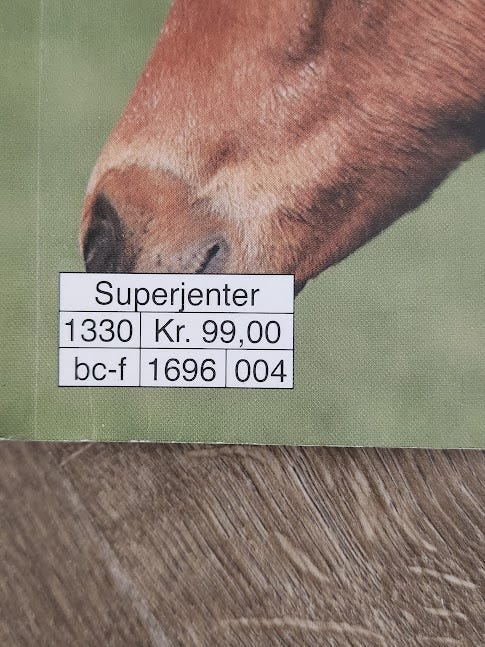 Superjenter
1330 Kr. 99,00
bc-f 1696 004